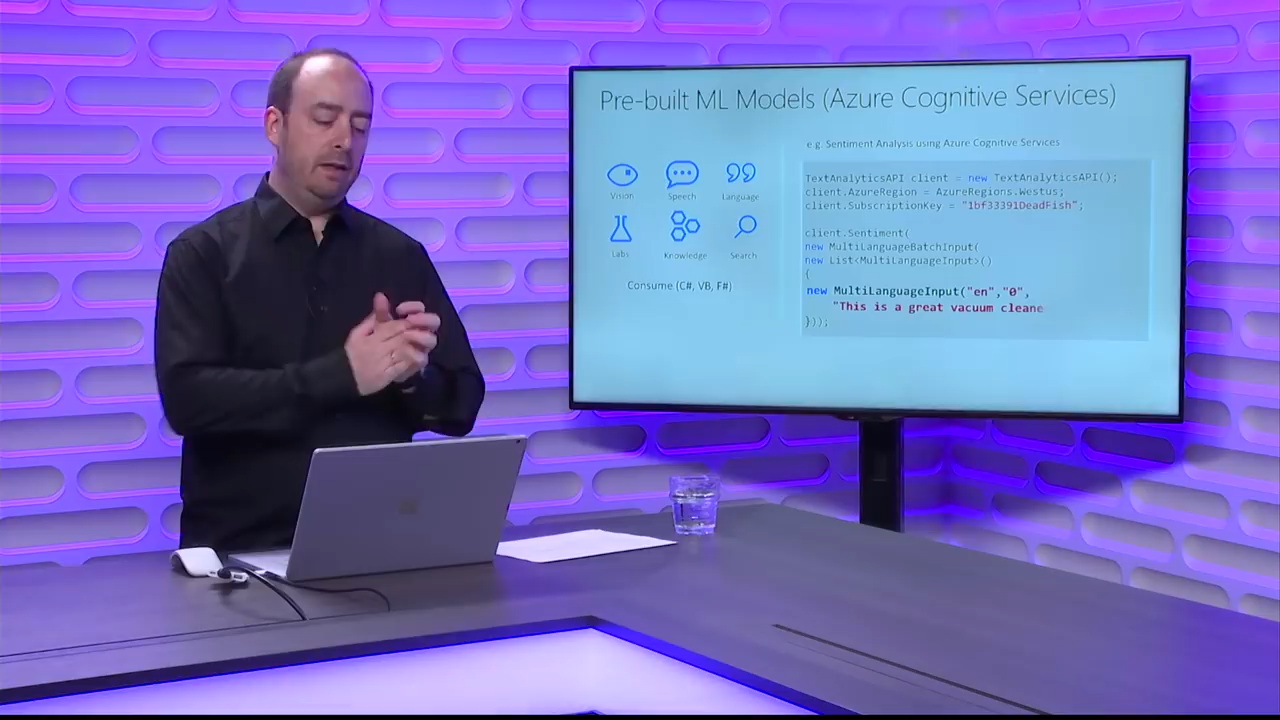 Pre-built ML Models (Azure Cognitive Services)
Vision
Speech
Language
Labs
Knowledge
Search
Consume (C#, VB, F#)
e.g. Sentiment Analysis using Azure Cognitive Services
TextAnalyticsAPI client = new TextAnalyticsAPI();
client.AzureRegion = AzureRegions.Westus;
client.SubscriptionKey = "1bf33391DeadFish";
client.Sentiment(
new MultiLanguageBatchInput(
new List<MultiLanguageInput>()
{
new MultiLanguageInput("en","0",
"This is a great vacuum cleane
}));